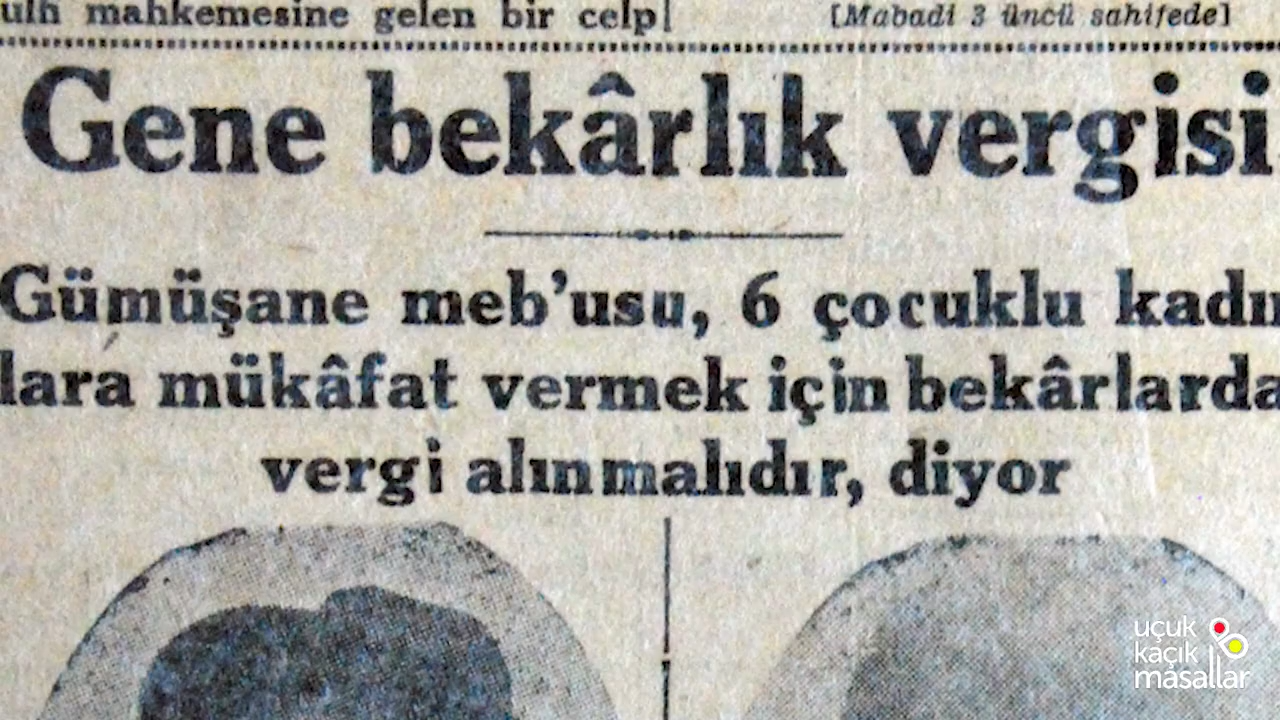 ulh mahkemesine gelen bir celp
[Mabadi 3 üncü sahifede]
Gene bekârlık vergisi
Gümüşane meb'usu, 6 çocuklu kadın
lara mükâfat vermek için bekârlarda
vergi alınmalıdır, diyor
uçuk
kaçık
masallar